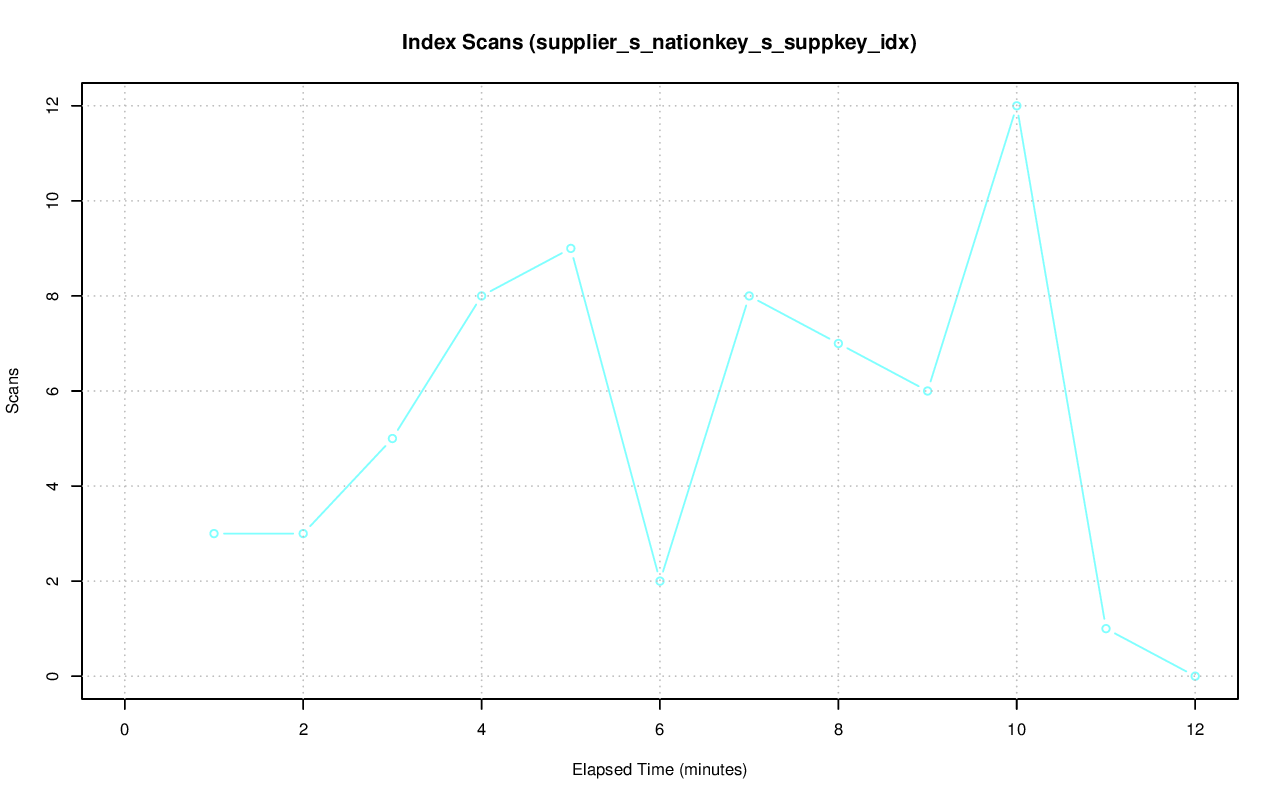 Index Scans (supplier_s_nationkey_s_suppkey_idx)
12
10
8
6
4
2
0
Scans
0 2 4 6 8 10 12
Elapsed Time (minutes)